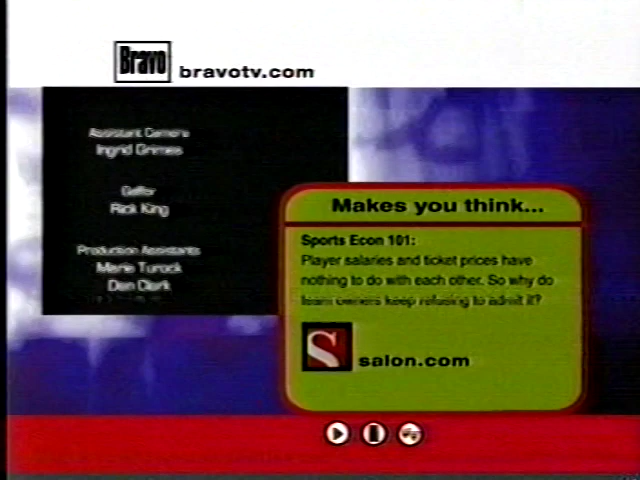 Bravo
bravotv.com
Assistant Camera
Ingrid Grimes
Gaffer
Rick King
Production Assistants
Marie Turock
Dan Clark
Makes you think...
Sports Econ 101:
Player salaries and ticket prices have
nothing to do with each other. So why do
team owners keep refusing to admit it?
S
salon.com